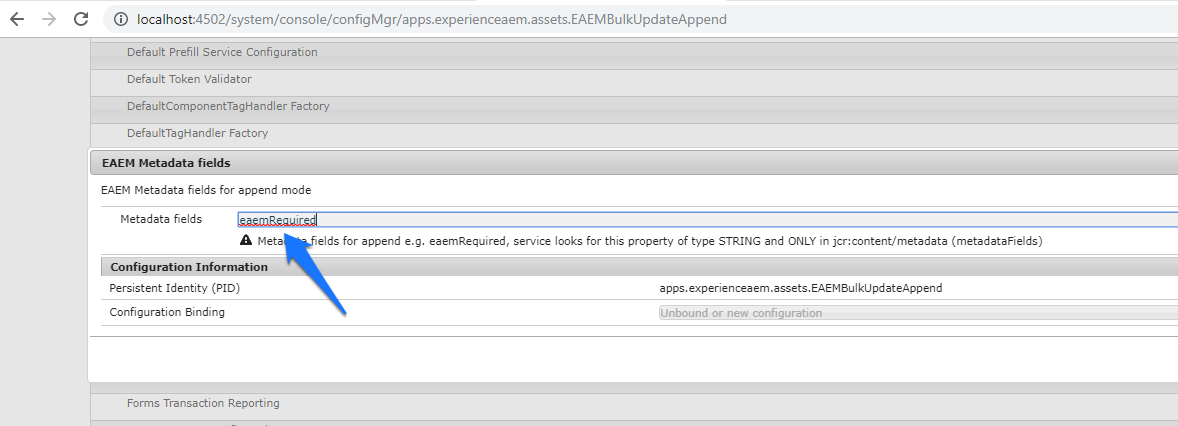 localhost:4502/system/console/configMgr/apps.experienceaem.assets.EAEMBulkUpdateAppend
Default Prefill Service Configuration
Default Token Validator
DefaultComponentTagHandler Factory
DefaultTagHandler Factory
EAEM Metadata fields
EAEM Metadata fields for append mode
Metadata fields eaemRequired
Metadata fields for append e.g. eaemRequired, service looks for this property of type STRING and ONLY in jcr:content/metadata (metadataFields)
Configuration Information
Persistent Identity (PID) apps.experienceaem.assets.EAEMBulkUpdateAppend
Configuration Binding Unbound or new configuration
Forms Transaction Reporting